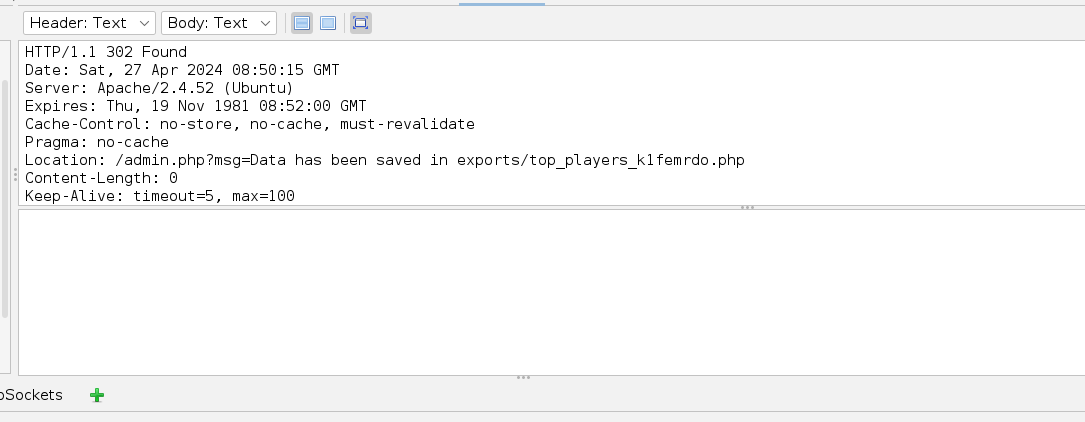 Header: Text Body: Text
HTTP/1.1 302 Found
Date: Sat, 27 Apr 2024 08:50:15 GMT
Server: Apache/2.4.52 (Ubuntu)
Expires: Thu, 19 Nov 1981 08:52:00 GMT
Cache-Control: no-store, no-cache, must-revalidate
Pragma: no-cache
Location: /admin.php?msg=Data has been saved in exports/top_players_k1femrdo.php
Content-Length: 0
Keep-Alive: timeout=5, max=100
bSockets